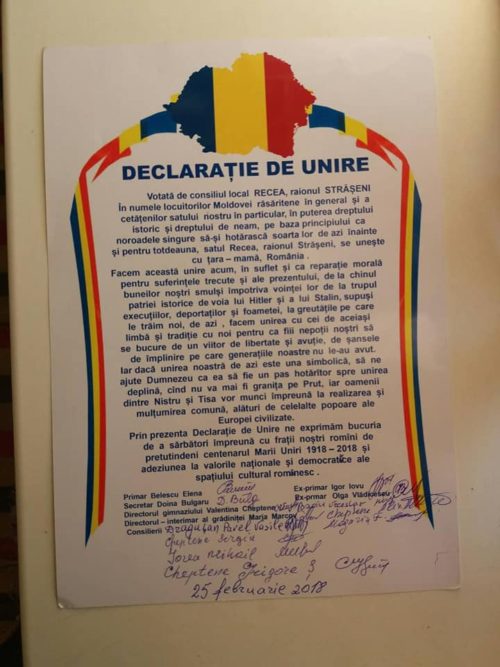 DECLARAȚIE DE UNIRE
Votată de consiliul local RECEA, raionul STRĂȘENI
În numele locuitorilor Moldovei răsăritene în general și a
cetățenilor satului nostru în particular, în puterea dreptului
istoric și dreptului de neam, pe baza principiului ca
noroadele singure să-și hotărască soarta lor de azi înainte
și pentru totdeauna, satul Recea, raionul Strășeni, se unește
cu țara – mamă, România .
Facem această unire acum, în suflet și ca reparație morală
pentru suferințele trecute și ale prezentului, de la chinul
buneilor noștri smulși împotriva voinței lor de la trupul
patriei istorice de voia lui Hitler și a lui Stalin, supuși
execuțiilor, deportaților și foametei, la greutățile pe care
le trăim noi, de azi , facem unirea cu cei de aceiași
limbă și tradiție cu noi pentru ca fiii nepoții noștri să
se bucure de un viitor de libertate și avuție, de șansele
de împlinire pe care generațiile noastre nu le-au avut.
Iar dacă unirea noastră de azi este una simbolică, să ne
ajute Dumnezeu ca ea să fie un pas hotărîtor spre unirea
deplină, cînd nu va mai fi granița pe Prut, iar oamenii
dintre Nistru și Tisa vor munci împreună la realizarea și
mulțumirea comună, alături de celelalte popoare ale
Europei civilizate.
Prin prezenta Declarație de Unire ne exprimăm bucuria
de a sărbători împreună cu frații noștri romîni de
pretutindeni centenarul Marii Uniri 1918 – 2018 și
adeziunea la valorile naționale și democratice ale
spațiului cultural romănesc .
Primar Belescu Elena Ex-primar Igor Iovu
Secretar Doina Bulgaru Ex-prmar Olga Vlădicescu
Directorul gimnaziului Valentina Cheptene
Directorul – interimar al grădiniței Maria Marcov
Consilierii
Draguțan Pavel Vasile
Cheptene Sergiu
Iovea Mihail
Cheptene Grigore
25 februarie 2018